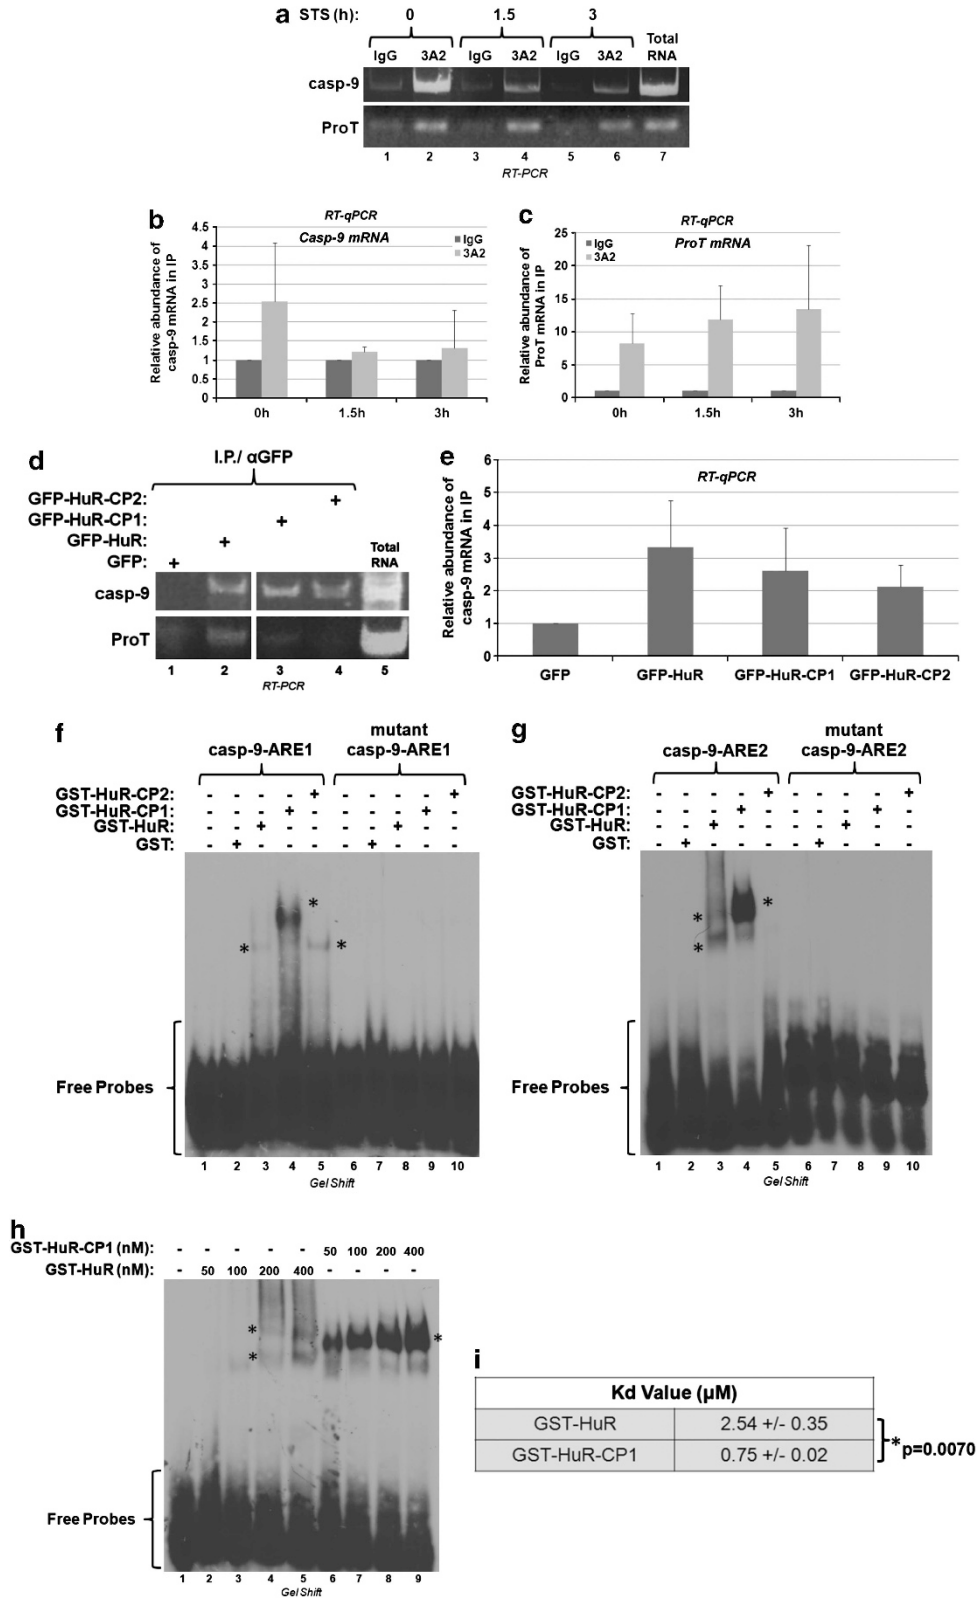 a STS (h): 0 1.5 3
IgG 3A2 IgG 3A2 IgG 3A2 Total RNA
casp-9
ProT
1 2 3 4 5 6 7
RT-PCR
b RT-qPCR
Casp-9 mRNA
IgG
3A2
Relative abundance of casp-9 mRNA in IP
4.5
4
3.5
3
2.5
2
1.5
1
0.5
0
0h 1.5h 3h
c RT-qPCR
ProT mRNA
IgG
3A2
Relative abundance of ProT mRNA in IP
25
20
15
10
5
0
0h 1.5h 3h
d I.P./ αGFP
GFP-HuR-CP2: +
GFP-HuR-CP1: +
GFP-HuR: +
GFP: +
Total RNA
casp-9
ProT
1 2 3 4 5
RT-PCR
e RT-qPCR
Relative abundance of casp-9 mRNA in IP
6
5
4
3
2
1
0
GFP GFP-HuR GFP-HuR-CP1 GFP-HuR-CP2
f casp-9-ARE1 mutant casp-9-ARE1
GST-HuR-CP2: - - - - + - - - - +
GST-HuR-CP1: - - - + - - - - + -
GST-HuR: - - + - - - - + - -
GST: - + - - - - + - - -
* * *
Free Probes
1 2 3 4 5 6 7 8 9 10
Gel Shift
g casp-9-ARE2 mutant casp-9-ARE2
GST-HuR-CP2: - - - - + - - - - +
GST-HuR-CP1: - - - + - - - - + -
GST-HuR: - - + - - - - + - -
GST: - + - - - - + - - -
* * *
Free Probes
1 2 3 4 5 6 7 8 9 10
Gel Shift
h
GST-HuR-CP1 (nM): - - - - - 50 100 200 400
GST-HuR (nM): - 50 100 200 400 - - - -
* * *
Free Probes
1 2 3 4 5 6 7 8 9
Gel Shift
i
Kd Value (µM)
GST-HuR 2.54 +/- 0.35
GST-HuR-CP1 0.75 +/- 0.02
* p=0.0070